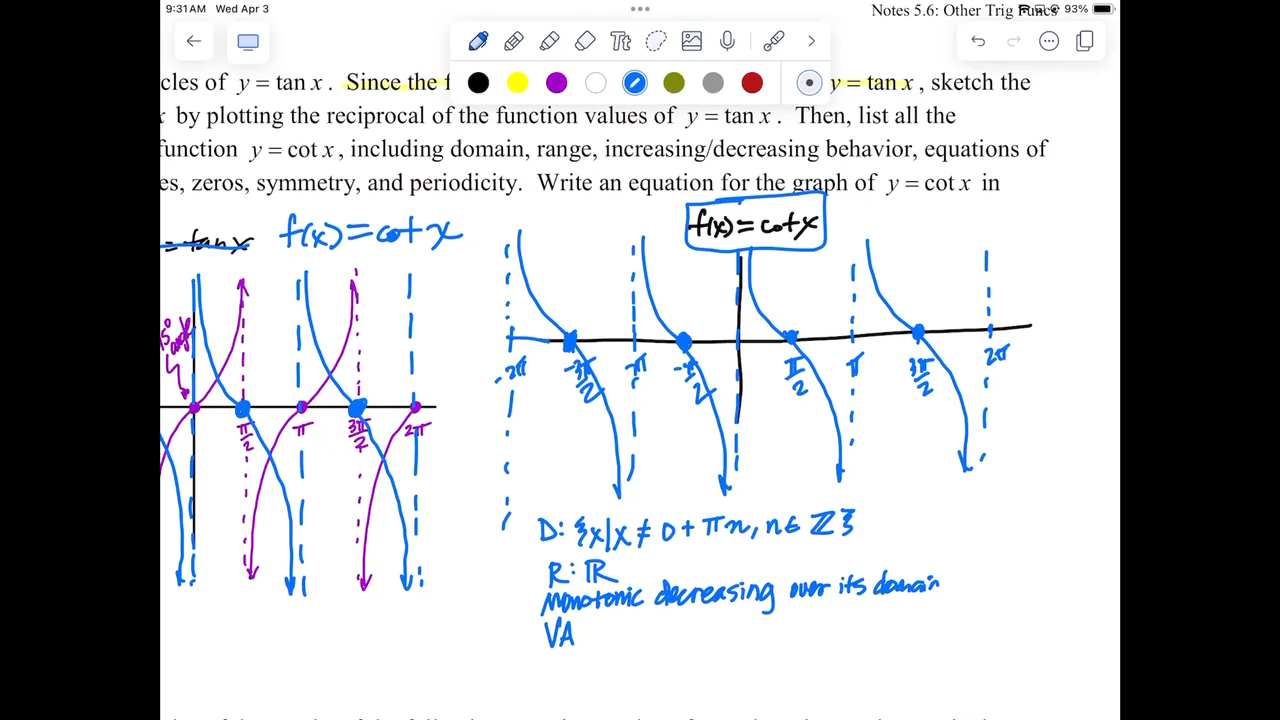 9:31 AM Wed Apr 3
Notes 5.6: Other Trig Funcs
93%
cles of y = tan x. Since the f
y = tan x, sketch the
x by plotting the reciprocal of the function values of y = tan x. Then, list all the
function y = cot x, including domain, range, increasing/decreasing behavior, equations of
es, zeros, symmetry, and periodicity. Write an equation for the graph of y = cot x in
= tan x
f(x) = cot x
f(x) = cot x
π/2 π 3π/2 2π
-2π -3π/2 -π -π/2 π/2 π 3π/2 2π
D: {x|x ≠ 0 + πn, n ∈ ℤ}
R: ℝ
Monotonic decreasing over its domain
VA